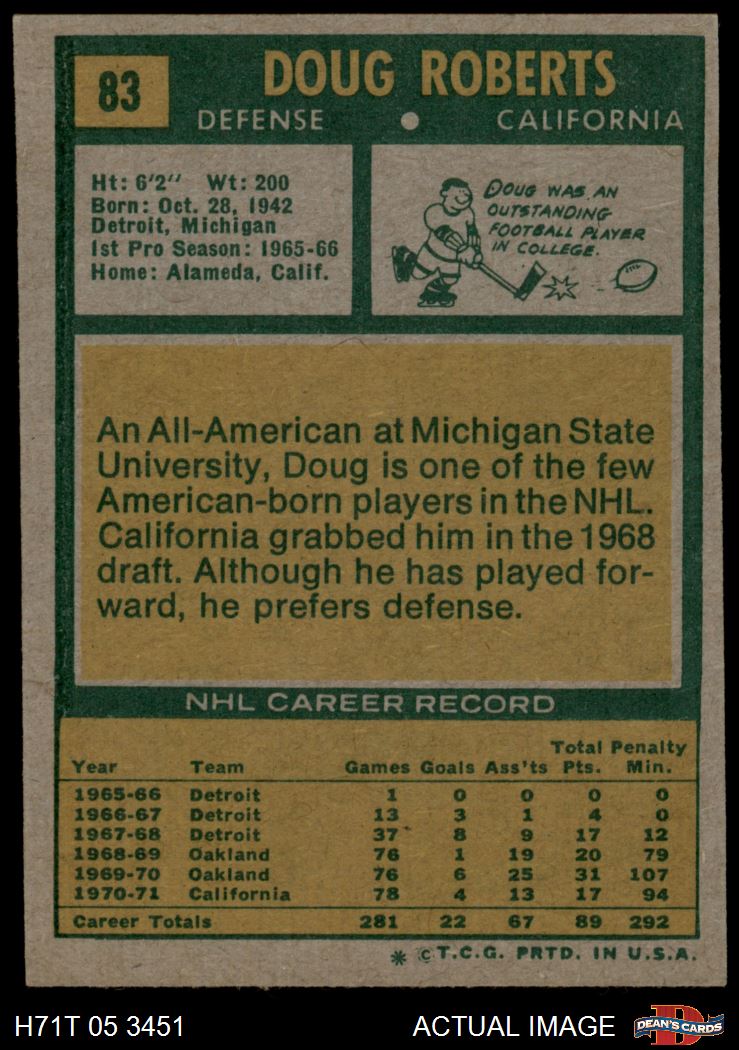 83
DOUG ROBERTS
DEFENSE • CALIFORNIA
Ht: 6'2'' Wt: 200
Born: Oct. 28, 1942
Detroit, Michigan
1st Pro Season: 1965-66
Home: Alameda, Calif.
DOUG WAS AN
OUTSTANDING
FOOTBALL PLAYER
IN COLLEGE.
An All-American at Michigan State
University, Doug is one of the few
American-born players in the NHL.
California grabbed him in the 1968
draft. Although he has played for-
ward, he prefers defense.
NHL CAREER RECORD
Total Penalty
Year Team Games Goals Ass'ts Pts. Min.
1965-66 Detroit 1 0 0 0 0
1966-67 Detroit 13 3 1 4 0
1967-68 Detroit 37 8 9 17 12
1968-69 Oakland 76 1 19 20 79
1969-70 Oakland 76 6 25 31 107
1970-71 California 78 4 13 17 94
Career Totals 281 22 67 89 292
* © T.C.G. PRTD. IN U.S.A.
H71T 05 3451 ACTUAL IMAGE D DEAN'S CARDS